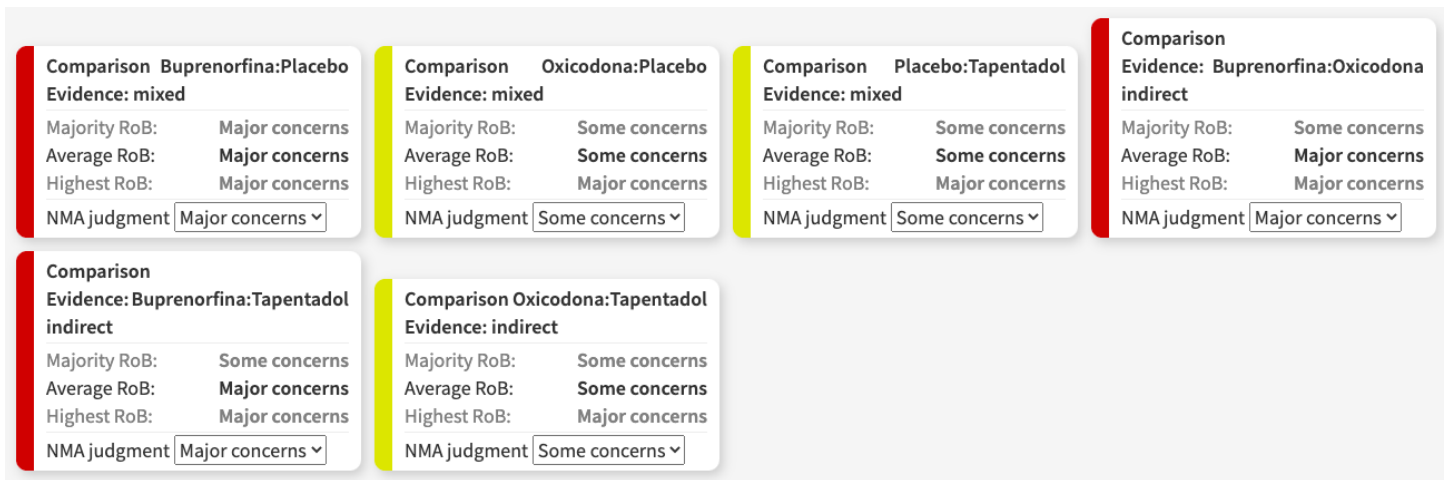 Comparison Buprenorfina:Placebo
Evidence: mixed
Majority RoB: Major concerns
Average RoB: Major concerns
Highest RoB: Major concerns
NMA judgment Major concerns
Comparison Oxicodona:Placebo
Evidence: mixed
Majority RoB: Some concerns
Average RoB: Some concerns
Highest RoB: Major concerns
NMA judgment Some concerns
Comparison Placebo:Tapentadol
Evidence: mixed
Majority RoB: Some concerns
Average RoB: Some concerns
Highest RoB: Major concerns
NMA judgment Some concerns
Comparison
Evidence: Buprenorfina:Oxicodona
indirect
Majority RoB: Some concerns
Average RoB: Major concerns
Highest RoB: Major concerns
NMA judgment Major concerns
Comparison
Evidence: Buprenorfina:Tapentadol
indirect
Majority RoB: Some concerns
Average RoB: Major concerns
Highest RoB: Major concerns
NMA judgment Major concerns
Comparison Oxicodona:Tapentadol
Evidence: indirect
Majority RoB: Some concerns
Average RoB: Some concerns
Highest RoB: Major concerns
NMA judgment Some concerns